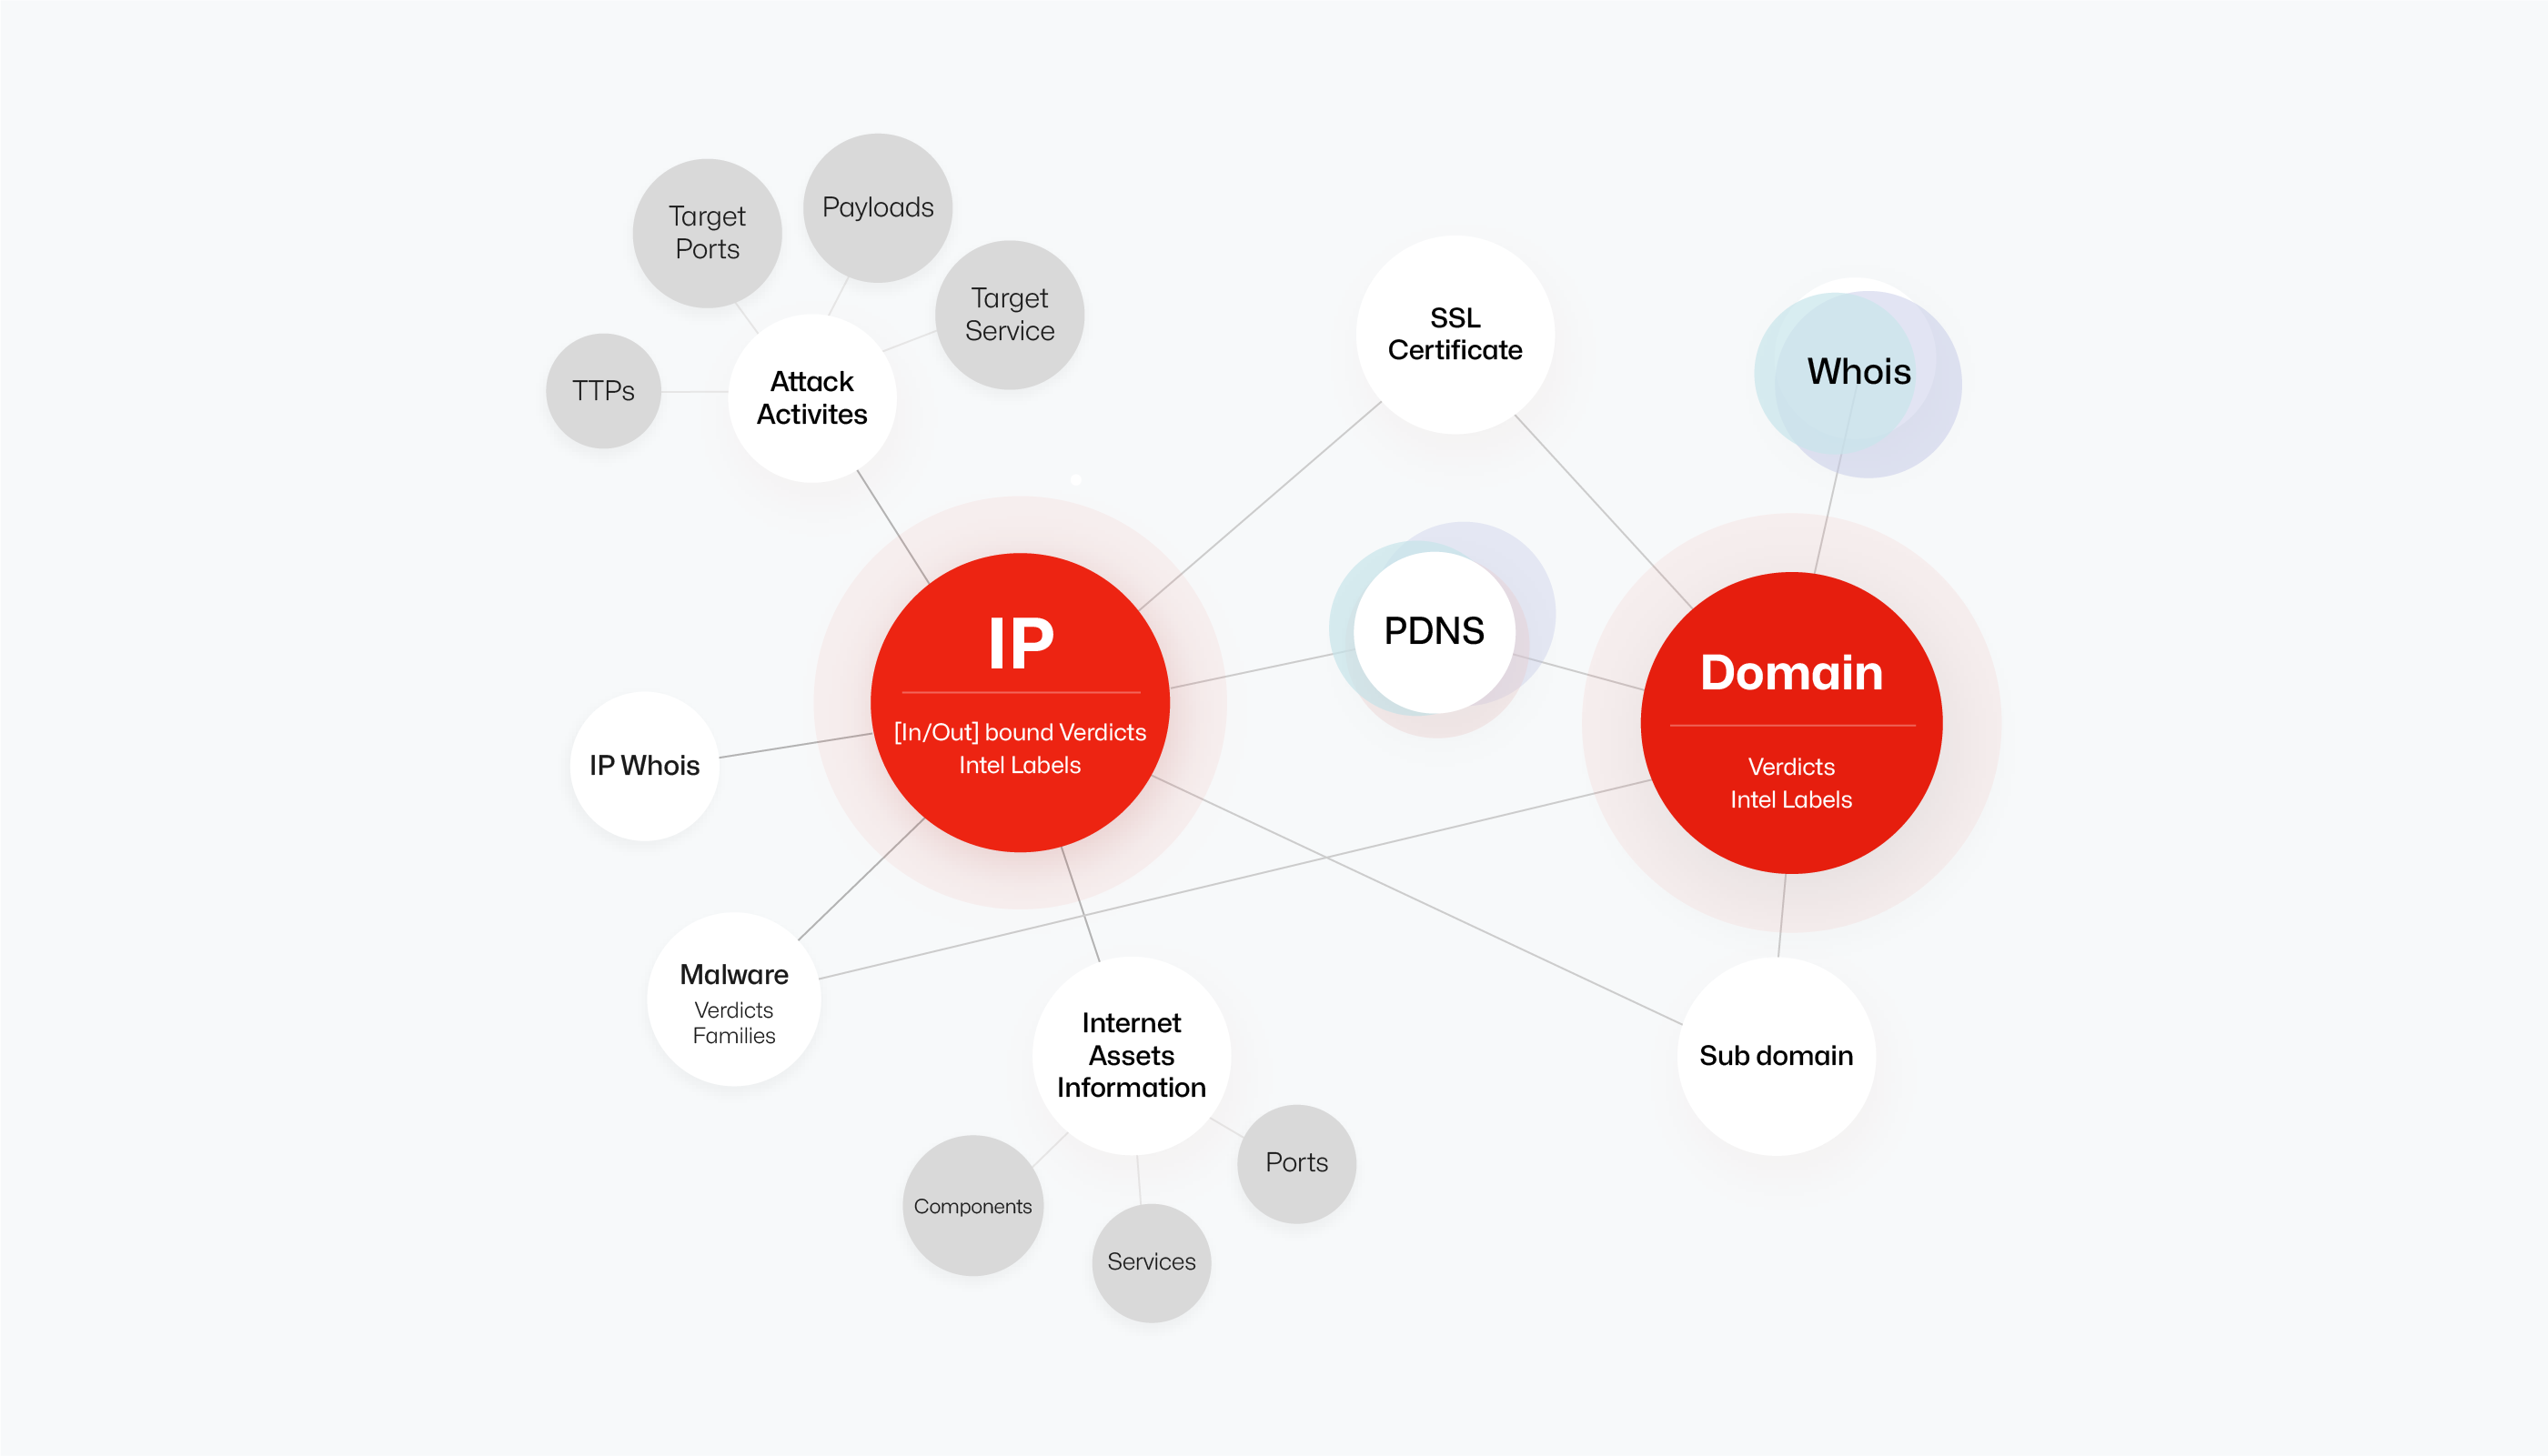 Target
Ports
Payloads
Target
Service
TTPs
Attack
Activites
SSL
Certificate
Whois
IP
[In/Out] bound Verdicts
Intel Labels
PDNS
Domain
Verdicts
Intel Labels
IP Whois
Malware
Verdicts
Families
Internet
Assets
Information
Sub domain
Components
Services
Ports